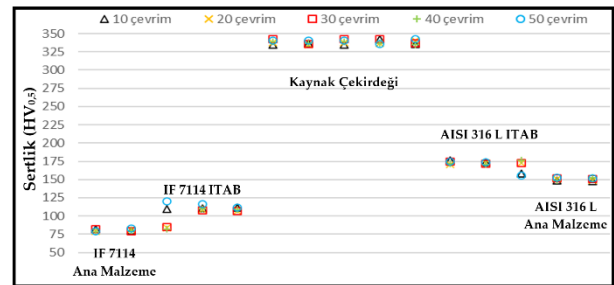 10 çevrim 20 çevrim 30 çevrim 40 çevrim 50 çevrim
Sertlik (HV0,5)
350
325
300
275
250
225
200
175
150
125
100
75
50
Kaynak Çekirdeği
AISI 316 L ITAB
IF 7114 ITAB
AISI 316 L
Ana Malzeme
IF 7114
Ana Malzeme